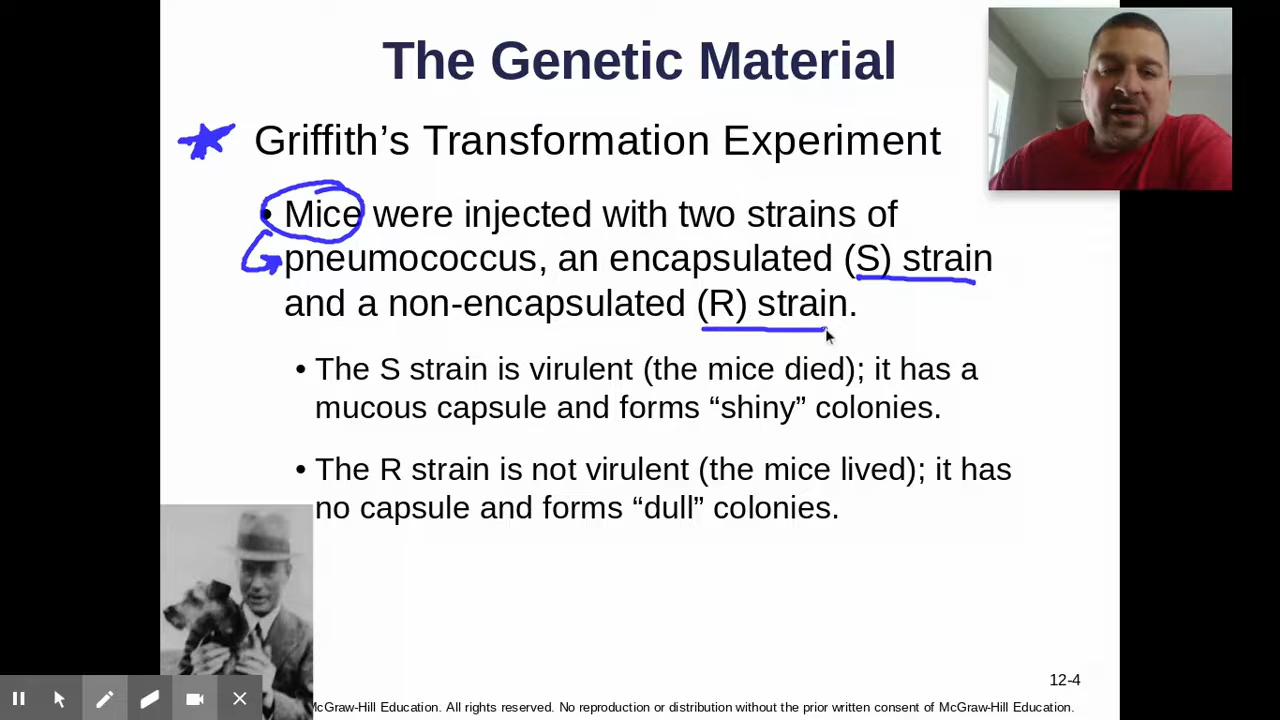 The Genetic Material
Griffith’s Transformation Experiment
• Mice were injected with two strains of
pneumococcus, an encapsulated (S) strain
and a non-encapsulated (R) strain.
• The S strain is virulent (the mice died); it has a
mucous capsule and forms “shiny” colonies.
• The R strain is not virulent (the mice lived); it has
no capsule and forms “dull” colonies.
12-4
McGraw-Hill Education. All rights reserved. No reproduction or distribution without the prior written consent of McGraw-Hill Education.